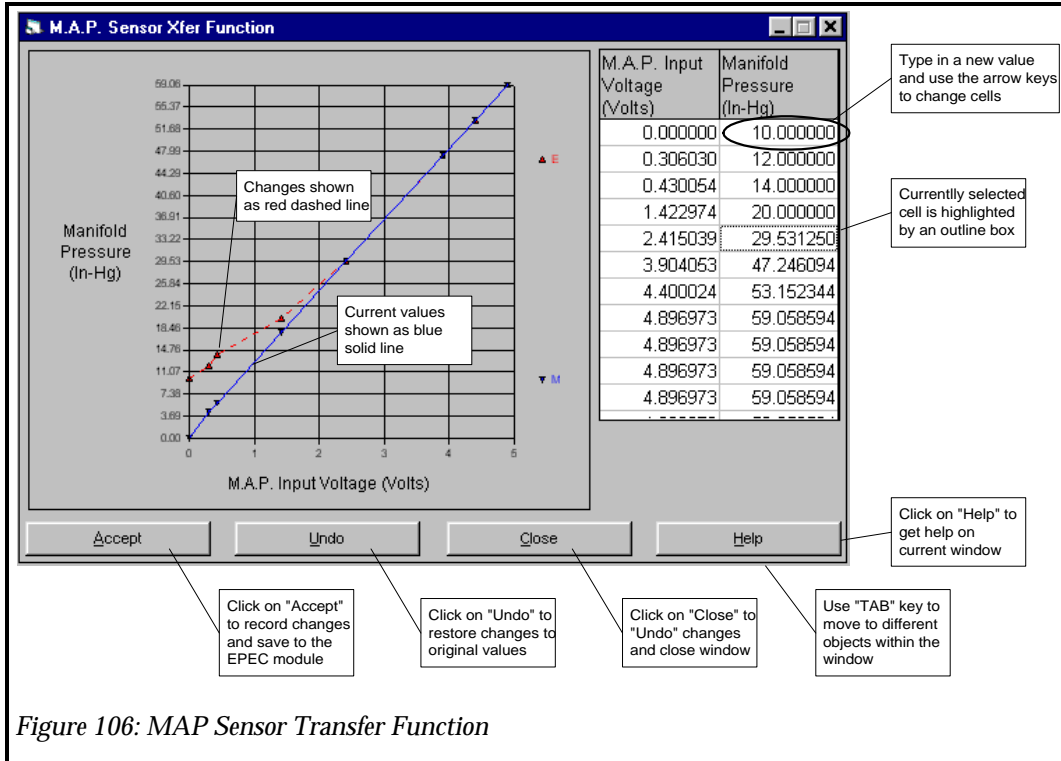 M.A.P. Sensor Xfer Function
59.06
55.37
51.68
47.99
44.29
40.60
36.91
33.22
29.53
25.84
22.15
18.46
14.76
11.07
7.38
3.69
0.00
0 1 2 3 4 5
Manifold
Pressure
(In-Hg)
M.A.P. Input Voltage (Volts)
E
M
Changes shown
as red dashed line
Current values
shown as blue
solid line
M.A.P. Input Voltage (Volts) Manifold Pressure (In-Hg)
0.000000 10.000000
0.306030 12.000000
0.430054 14.000000
1.422974 20.000000
2.415039 29.531250
3.904053 47.246094
4.400024 53.152344
4.896973 59.058594
4.896973 59.058594
4.896973 59.058594
4.896973 59.058594
Type in a new value
and use the arrow keys
to change cells
Currentlly selected
cell is highlighted
by an outline box
Accept Undo Close Help
Click on "Help" to
get help on
current window
Click on "Accept"
to record changes
and save to the
EPEC module
Click on "Undo" to
restore changes to
original values
Click on "Close" to
"Undo" changes
and close window
Use "TAB" key to
move to different
objects within the
window
Figure 106: MAP Sensor Transfer Function